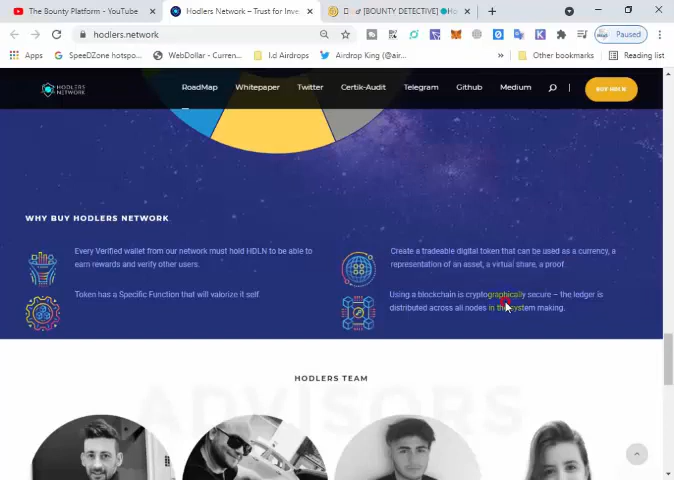 The Bounty Platform - YouTube
Hodlers Network – Trust for Inve
[BOUNTY DETECTIVE]
Paused
hodlers.network
Apps
SpeeDZone hotspo...
WebDollar - Curren...
I.d Airdrops
Airdrop King (@air...
»
Other bookmarks
Reading list
HODLERS
NETWORK
RoadMap
Whitepaper
Twitter
Certik-Audit
Telegram
Github
Medium
BUY HDLN
WHY BUY HODLERS NETWORK
Every Verified wallet from our network must hold HDLN to be able to
earn rewards and verify other users.
Create a tradeable digital token that can be used as a currency, a
representation of an asset, a virtual share, a proof
Token has a Specific Function that will valorize it self
Using a blockchain is cryptographically secure – the ledger is
distributed across all nodes in the system making.
HODLERS TEAM
ADVISORS